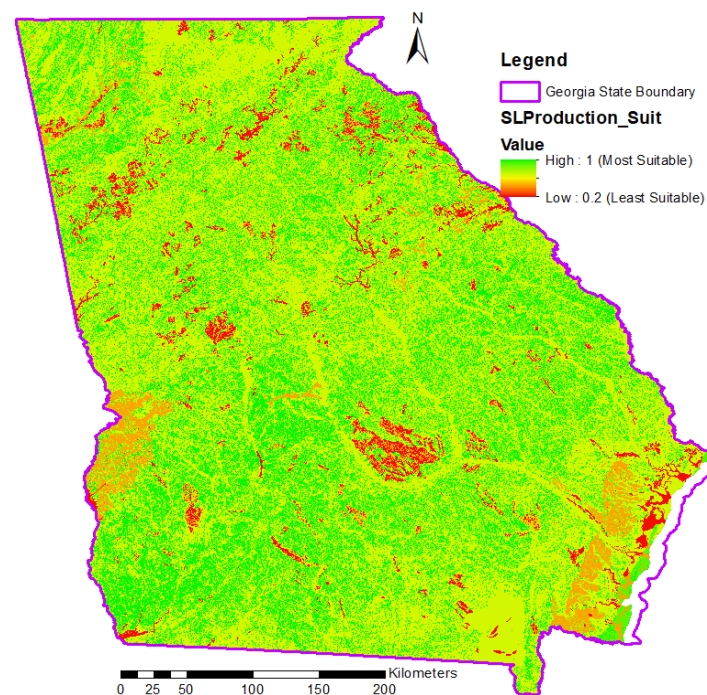 N
Legend
Georgia State Boundary
SLProduction_Suit
Value
High : 1 (Most Suitable)
Low : 0.2 (Least Suitable)
Kilometers
0 25 50 100 150 200